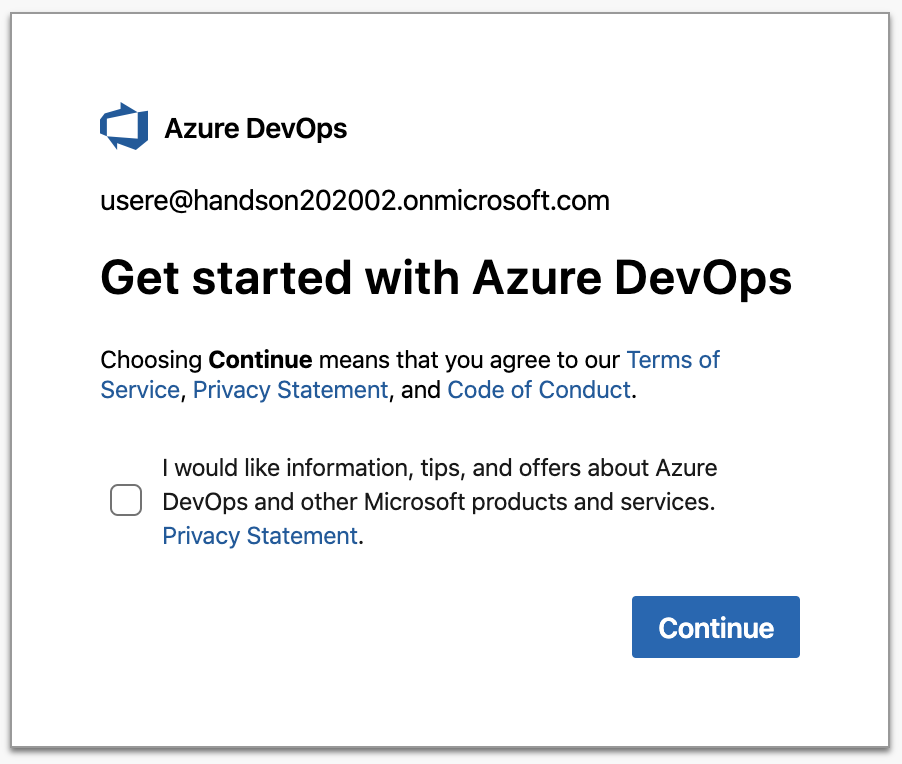 Azure DevOps
usere@handson202002.onmicrosoft.com
Get started with Azure DevOps
Choosing Continue means that you agree to our Terms of
Service, Privacy Statement, and Code of Conduct.
I would like information, tips, and offers about Azure
DevOps and other Microsoft products and services.
Privacy Statement.
Continue